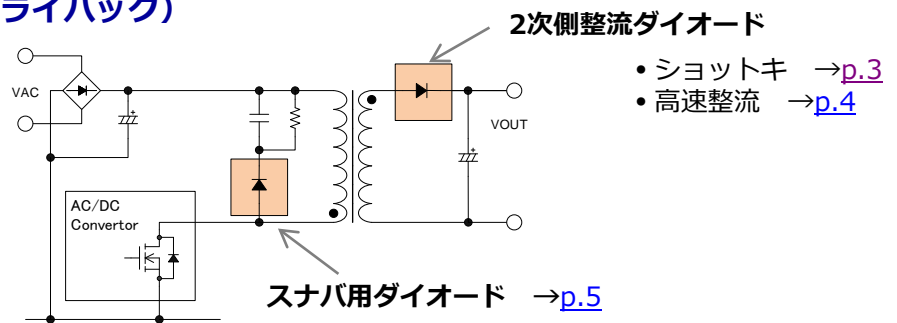 ライバック）
2次側整流ダイオード
• ショットキ →p.3
• 高速整流 →p.4
VAC
VOUT
AC/DC
Convertor
スナバ用ダイオード →p.5